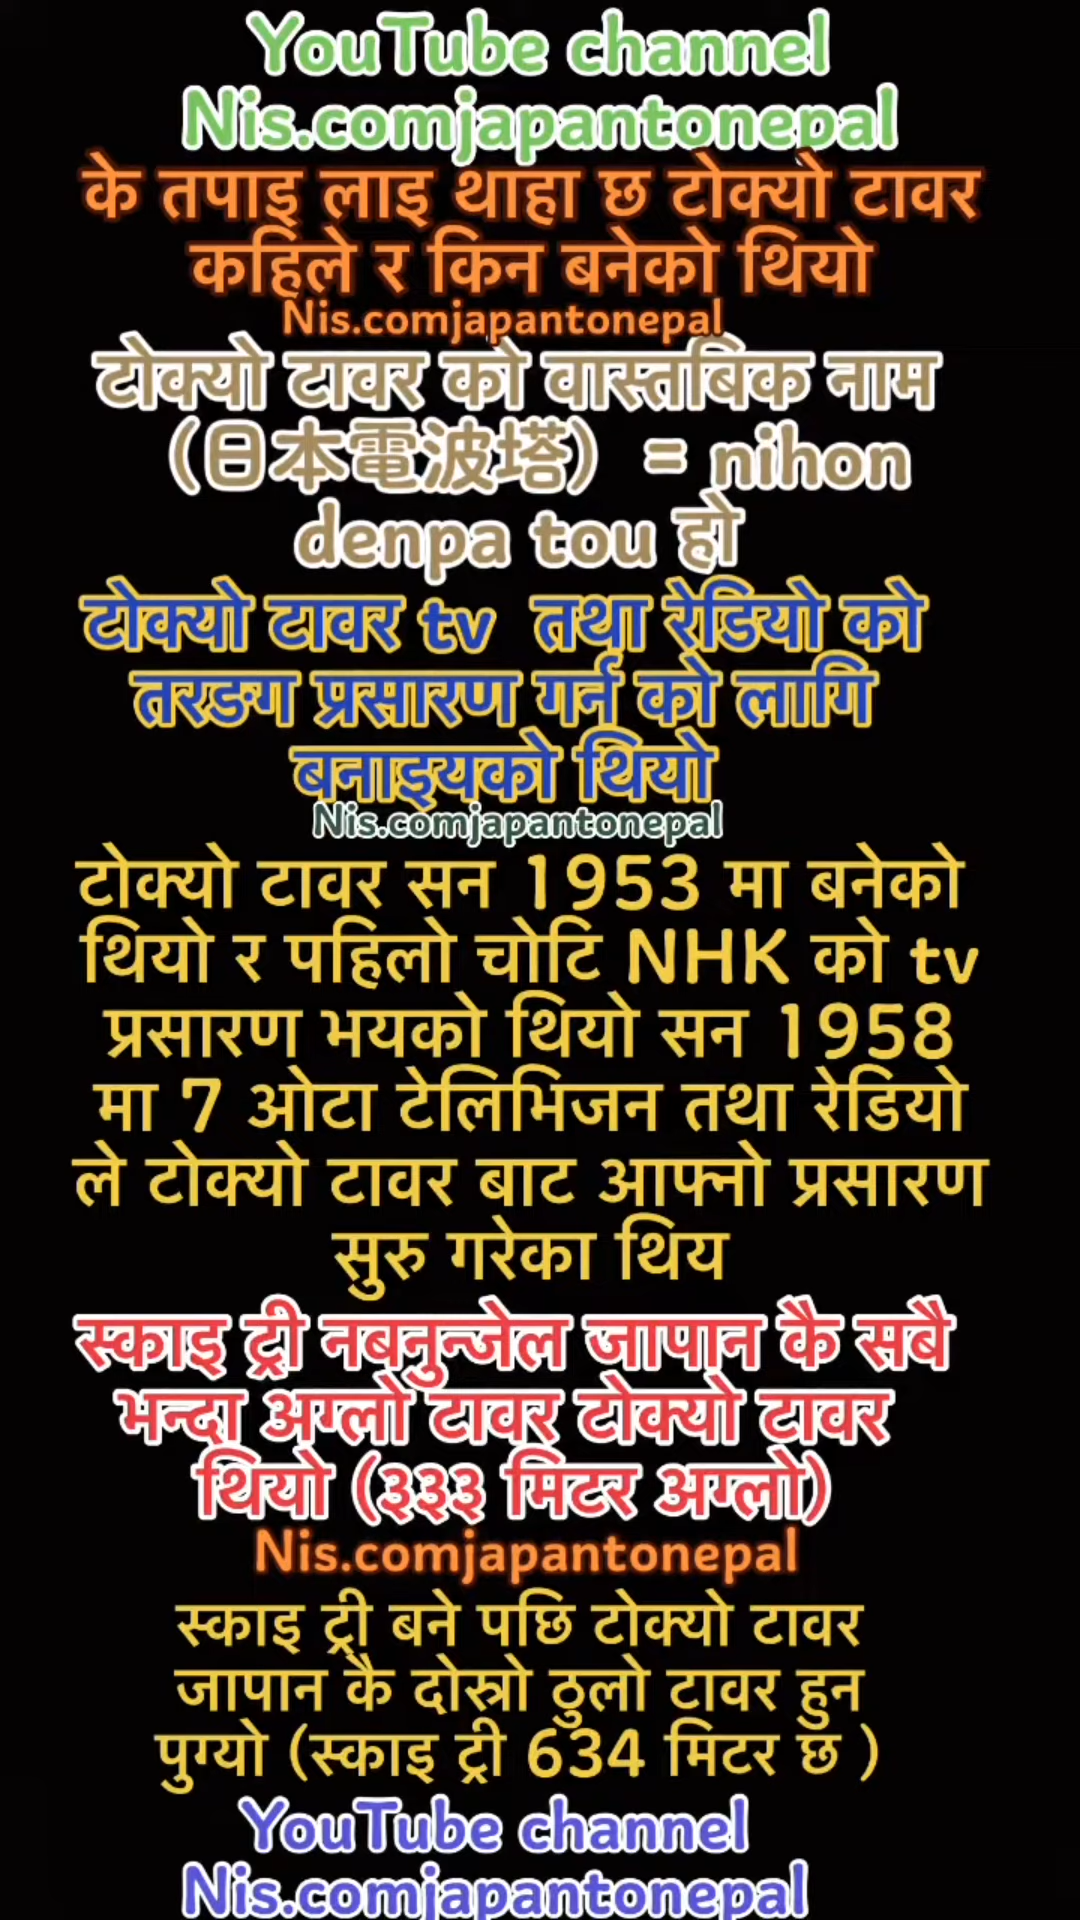 YouTube channel
Nis.comjapantonepal
के तपाइ लाइ थाहा छ टोक्यो टावर
कहिले र किन बनेको थियो
Nis.comjapantonepal
टोक्यो टावर को वास्तबिक नाम
（日本電波塔） = nihon
denpa tou हो
टोक्यो टावर tv तथा रेडियो को
तरङग प्रसारण गर्न को लागि
बनाइयको थियो
Nis.comjapantonepal
टोक्यो टावर सन 1953 मा बनेको
थियो र पहिलो चोटि NHK को tv
प्रसारण भयको थियो सन 1958
मा 7 ओटा टेलिभिजन तथा रेडियो
ले टोक्यो टावर बाट आफ्नो प्रसारण
सुरु गरेका थिय
स्काइ ट्री नबनुन्जेल जापान कै सबै
भन्दा अग्लो टावर टोक्यो टावर
थियो (३३३ मिटर अग्लो)
Nis.comjapantonepal
स्काइ ट्री बने पछि टोक्यो टावर
जापान कै दोस्रो ठुलो टावर हुन
पुग्यो (स्काइ ट्री 634 मिटर छ )
YouTube channel
Nis.comjapantonepal